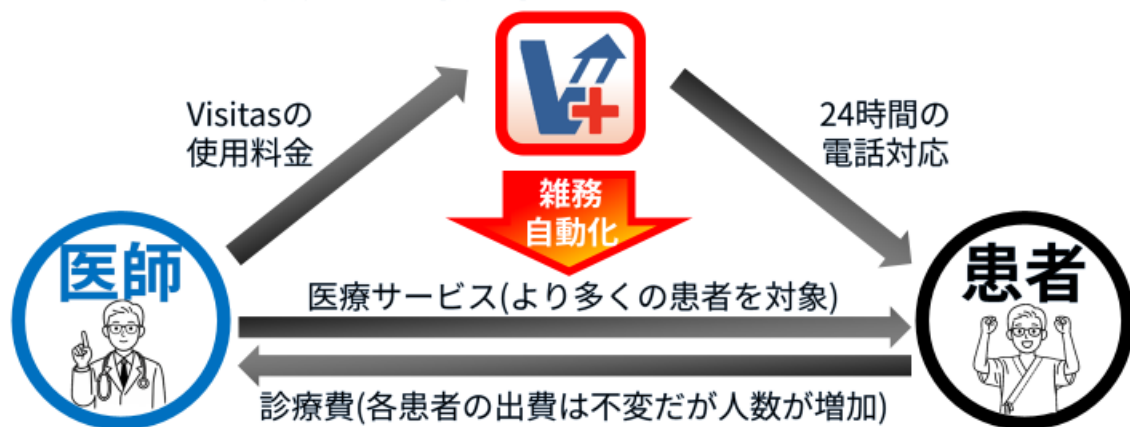 Visitasの
使用料金
24時間の
電話対応
雑務
自動化
医師
患者
医療サービス(より多くの患者を対象)
診療費(各患者の出費は不変だが人数が増加)